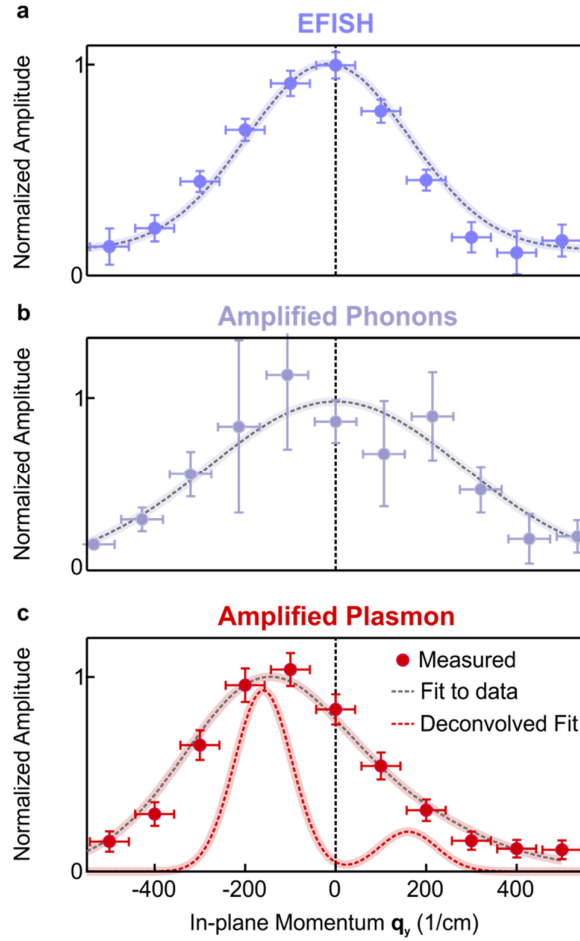 a
EFISH
Normalized Amplitude
1
0
b
Amplified Phonons
Normalized Amplitude
1
0
c
Amplified Plasmon
Normalized Amplitude
1
0
Measured
Fit to data
Deconvolved Fit
-400 -200 0 200 400
In-plane Momentum qy (1/cm)